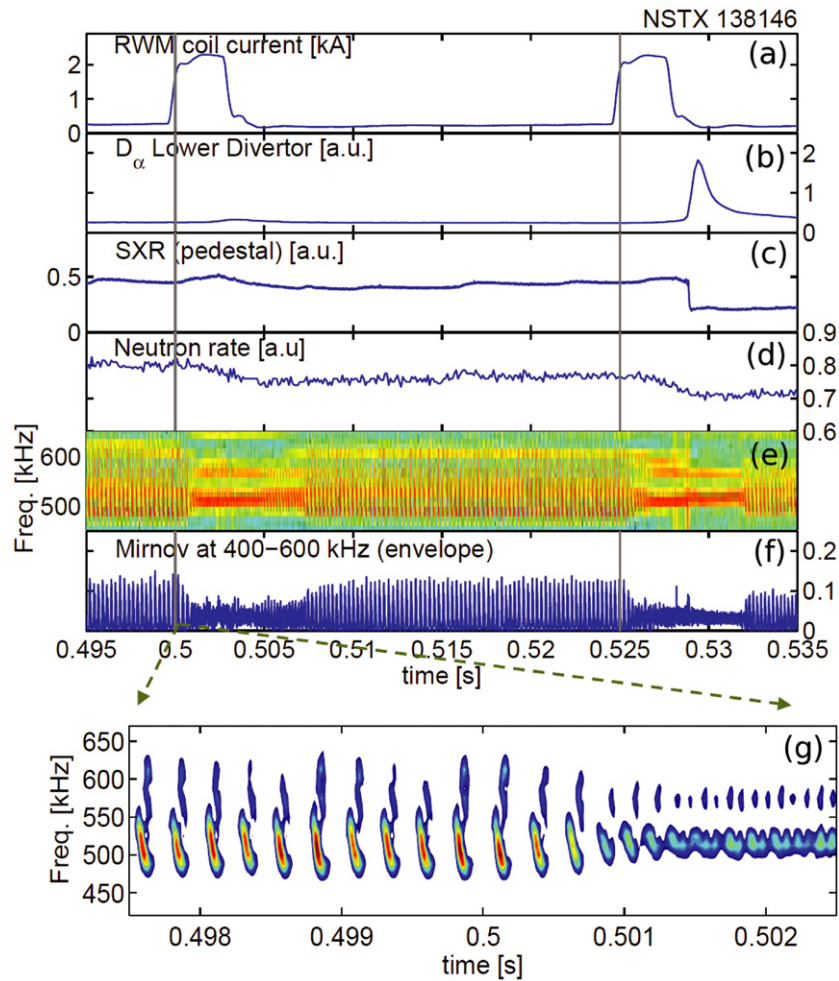 NSTX 138146
RWM coil current [kA]
(a)
2
1
0
D_α Lower Divertor [a.u.]
(b)
2
1
0
SXR (pedestal) [a.u.]
(c)
0.5
0
0.9
Neutron rate [a.u]
(d)
0.8
0.7
0.6
Freq. [kHz]
600
500
(e)
Mirnov at 400–600 kHz (envelope)
(f)
0.2
0.1
0
0.495 0.5 0.505 0.51 0.515 0.52 0.525 0.53 0.535
time [s]
(g)
Freq. [kHz]
650
600
550
500
450
0.498 0.499 0.5 0.501 0.502
time [s]